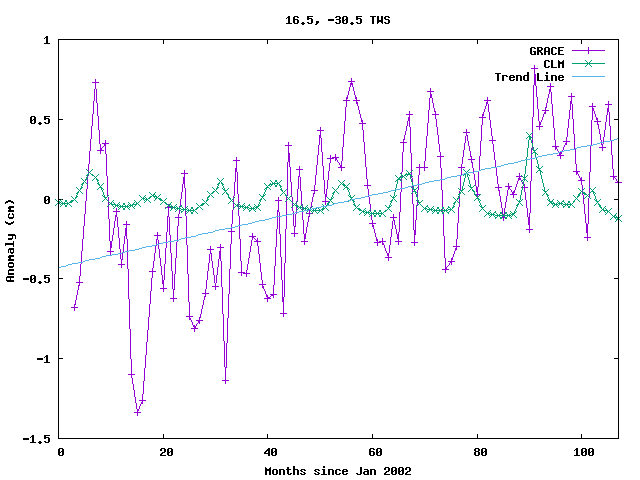 16.5, -30.5 TWS
GRACE
CLM
Trend Line
1
0.5
0
-0.5
-1
-1.5
Anomaly (cm)
0 20 40 60 80 100
Months since Jan 2002